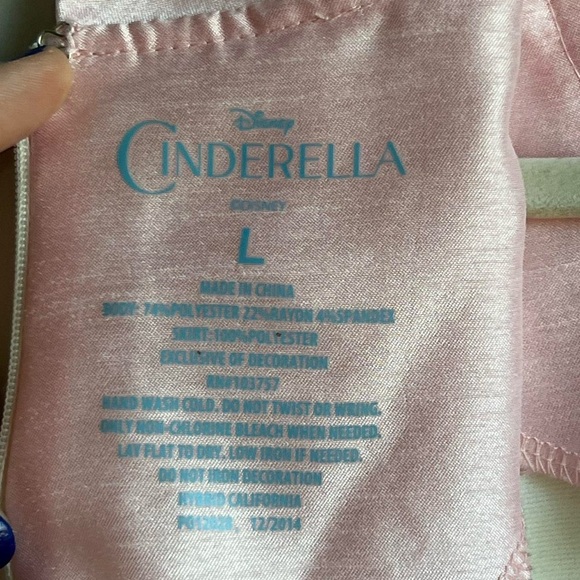 Disney
CINDERELLA
©DISNEY
L
MADE IN CHINA
BODY: 74%POLYESTER 22%RAYON 4%SPANDEX
SKIRT:100%POLYESTER
EXCLUSIVE OF DECORATION
RN#103757
HAND WASH COLD. DO NOT TWIST OR WRING.
ONLY NON-CHLORINE BLEACH WHEN NEEDED.
LAY FLAT TO DRY. LOW IRON IF NEEDED.
DO NOT IRON DECORATION
HYBRID CALIFORNIA
12/2014